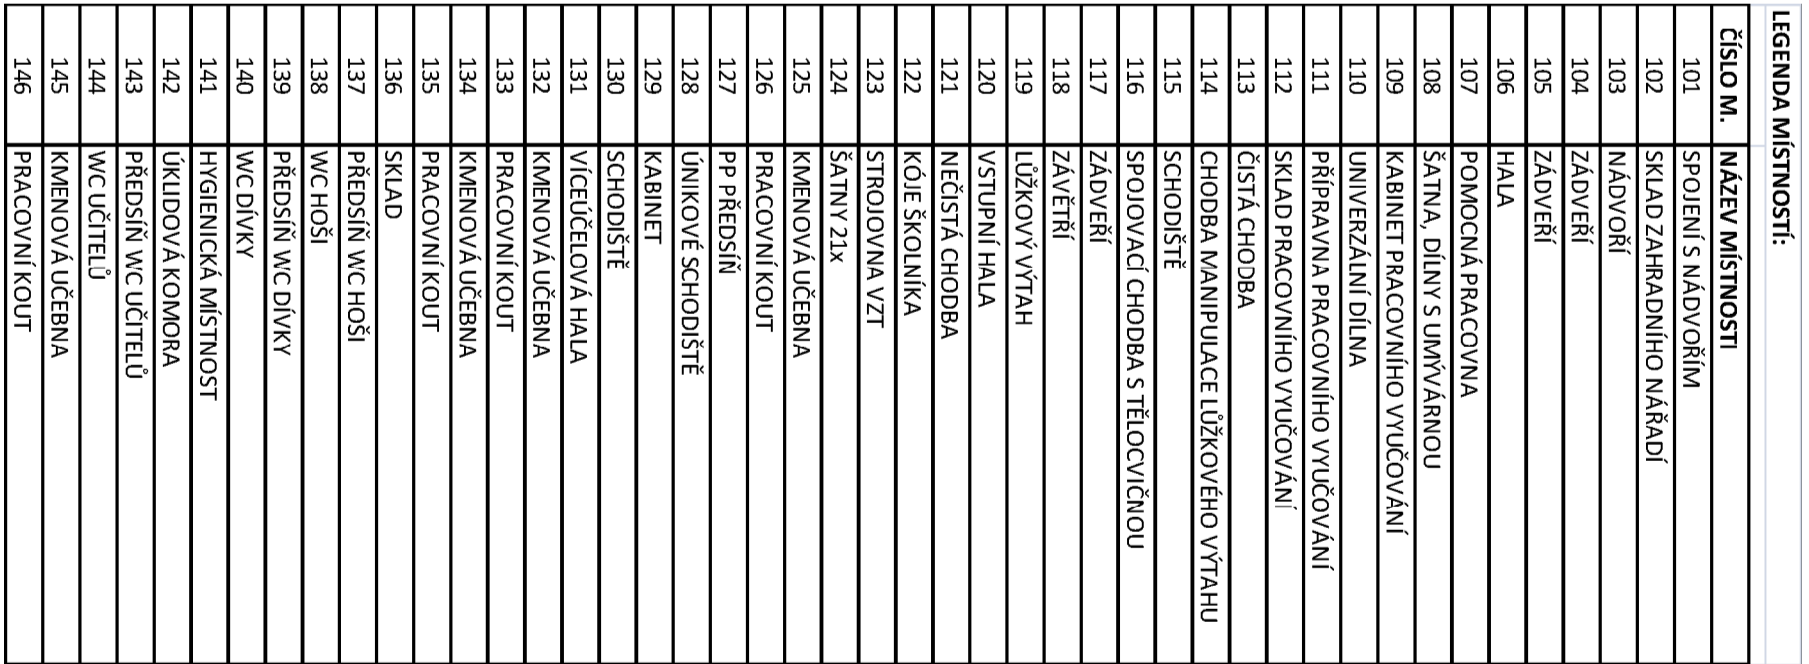 LEGENDA MÍSTNOSTÍ:
ČÍSLO M. NÁZEV MÍSTNOSTI
101 SPOJENÍ S NÁDVOŘÍM
102 SKLAD ZAHRADNÍHO NÁŘADÍ
103 NÁDVOŘÍ
104 ZÁDVEŘÍ
105 ZÁDVEŘÍ
106 HALA
107 POMOCNÁ PRACOVNA
108 ŠATNA, DÍLNY S UMÝVÁRNOU
109 KABINET PRACOVNÍHO VYUČOVÁNÍ
110 UNIVERZÁLNÍ DÍLNA
111 PŘÍPRAVNA PRACOVNÍHO VYUČOVÁNÍ
112 SKLAD PRACOVNÍHO VYUČOVÁNÍ
113 ČISTÁ CHODBA
114 CHODBA MANIPULACE LŮŽKOVÉHO VÝTAHU
115 SCHODIŠTĚ
116 SPOJOVACÍ CHODBA S TĚLOCVIČNOU
117 ZÁDVEŘÍ
118 ZÁVĚTŘÍ
119 LŮŽKOVÝ VÝTAH
120 VSTUPNÍ HALA
121 NEČISTÁ CHODBA
122 KÓJE ŠKOLNÍKA
123 STROJOVNA VZT
124 ŠATNY 21x
125 KMENOVÁ UČEBNA
126 PRACOVNÍ KOUT
127 PP PŘEDSÍŇ
128 ÚNIKOVÉ SCHODIŠTĚ
129 KABINET
130 SCHODIŠTĚ
131 VÍCEÚČELOVÁ HALA
132 KMENOVÁ UČEBNA
133 PRACOVNÍ KOUT
134 KMENOVÁ UČEBNA
135 PRACOVNÍ KOUT
136 SKLAD
137 PŘEDSÍŇ WC HOŠI
138 WC HOŠI
139 PŘEDSÍŇ WC DÍVKY
140 WC DÍVKY
141 HYGIENICKÁ MÍSTNOST
142 ÚKLIDOVÁ KOMORA
143 PŘEDSÍŇ WC UČITELŮ
144 WC UČITELŮ
145 KMENOVÁ UČEBNA
146 PRACOVNÍ KOUT